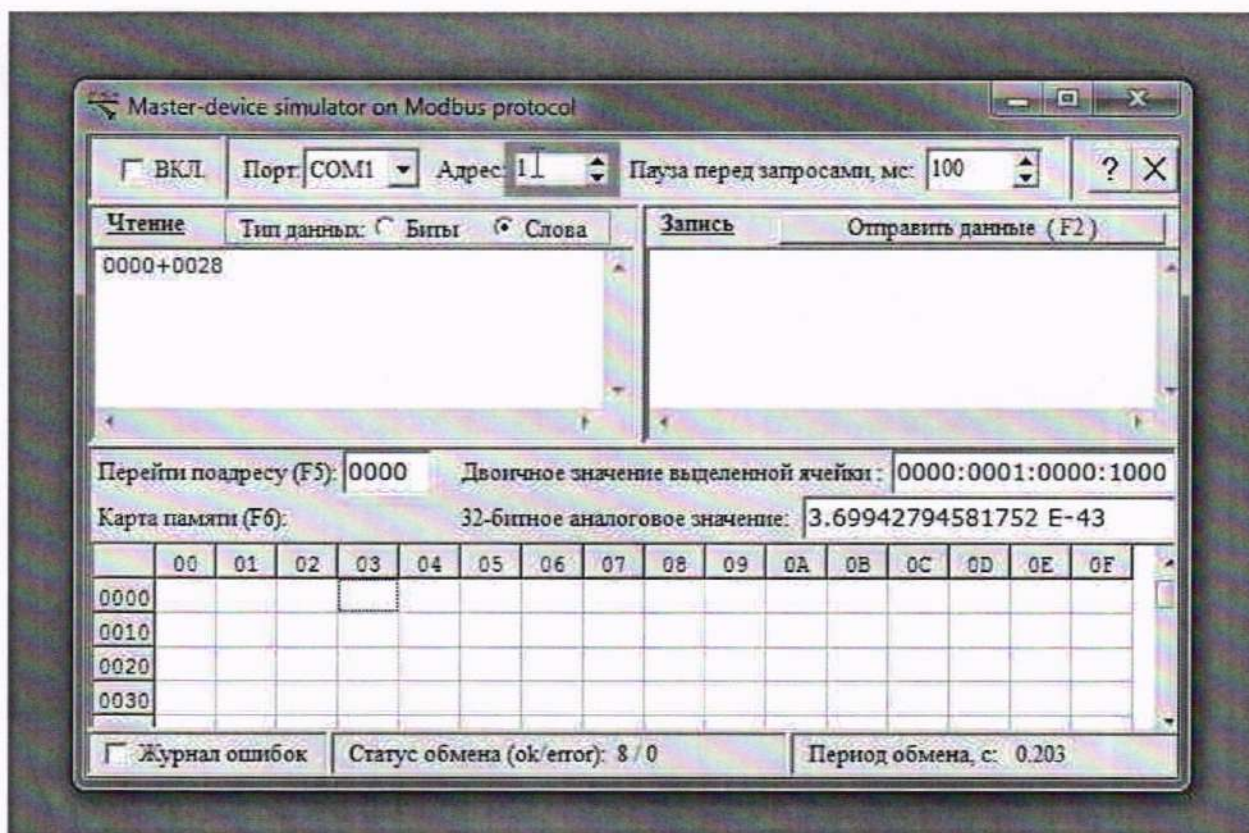 Master-device simulator on Modbus protocol
ВКЛ. Порт: COM1 Адрес: 1 Пауза перед запросами, мс: 100 ? X
Чтение Тип данных: Биты Слова Запись Отправить данные ( F2 )
0000+0028
Перейти поадресу (F5): 0000 Двоичное значение выделенной ячейки : 0000:0001:0000:1000
Карта памяти (F6): 32-битное аналоговое значение: 3.69942794581752 E-43
00 01 02 03 04 05 06 07 08 09 0A 0B 0C 0D 0E 0F
0000
0010
0020
0030
Журнал ошибок Статус обмена (ok/error): 8 / 0 Период обмена, с: 0.203